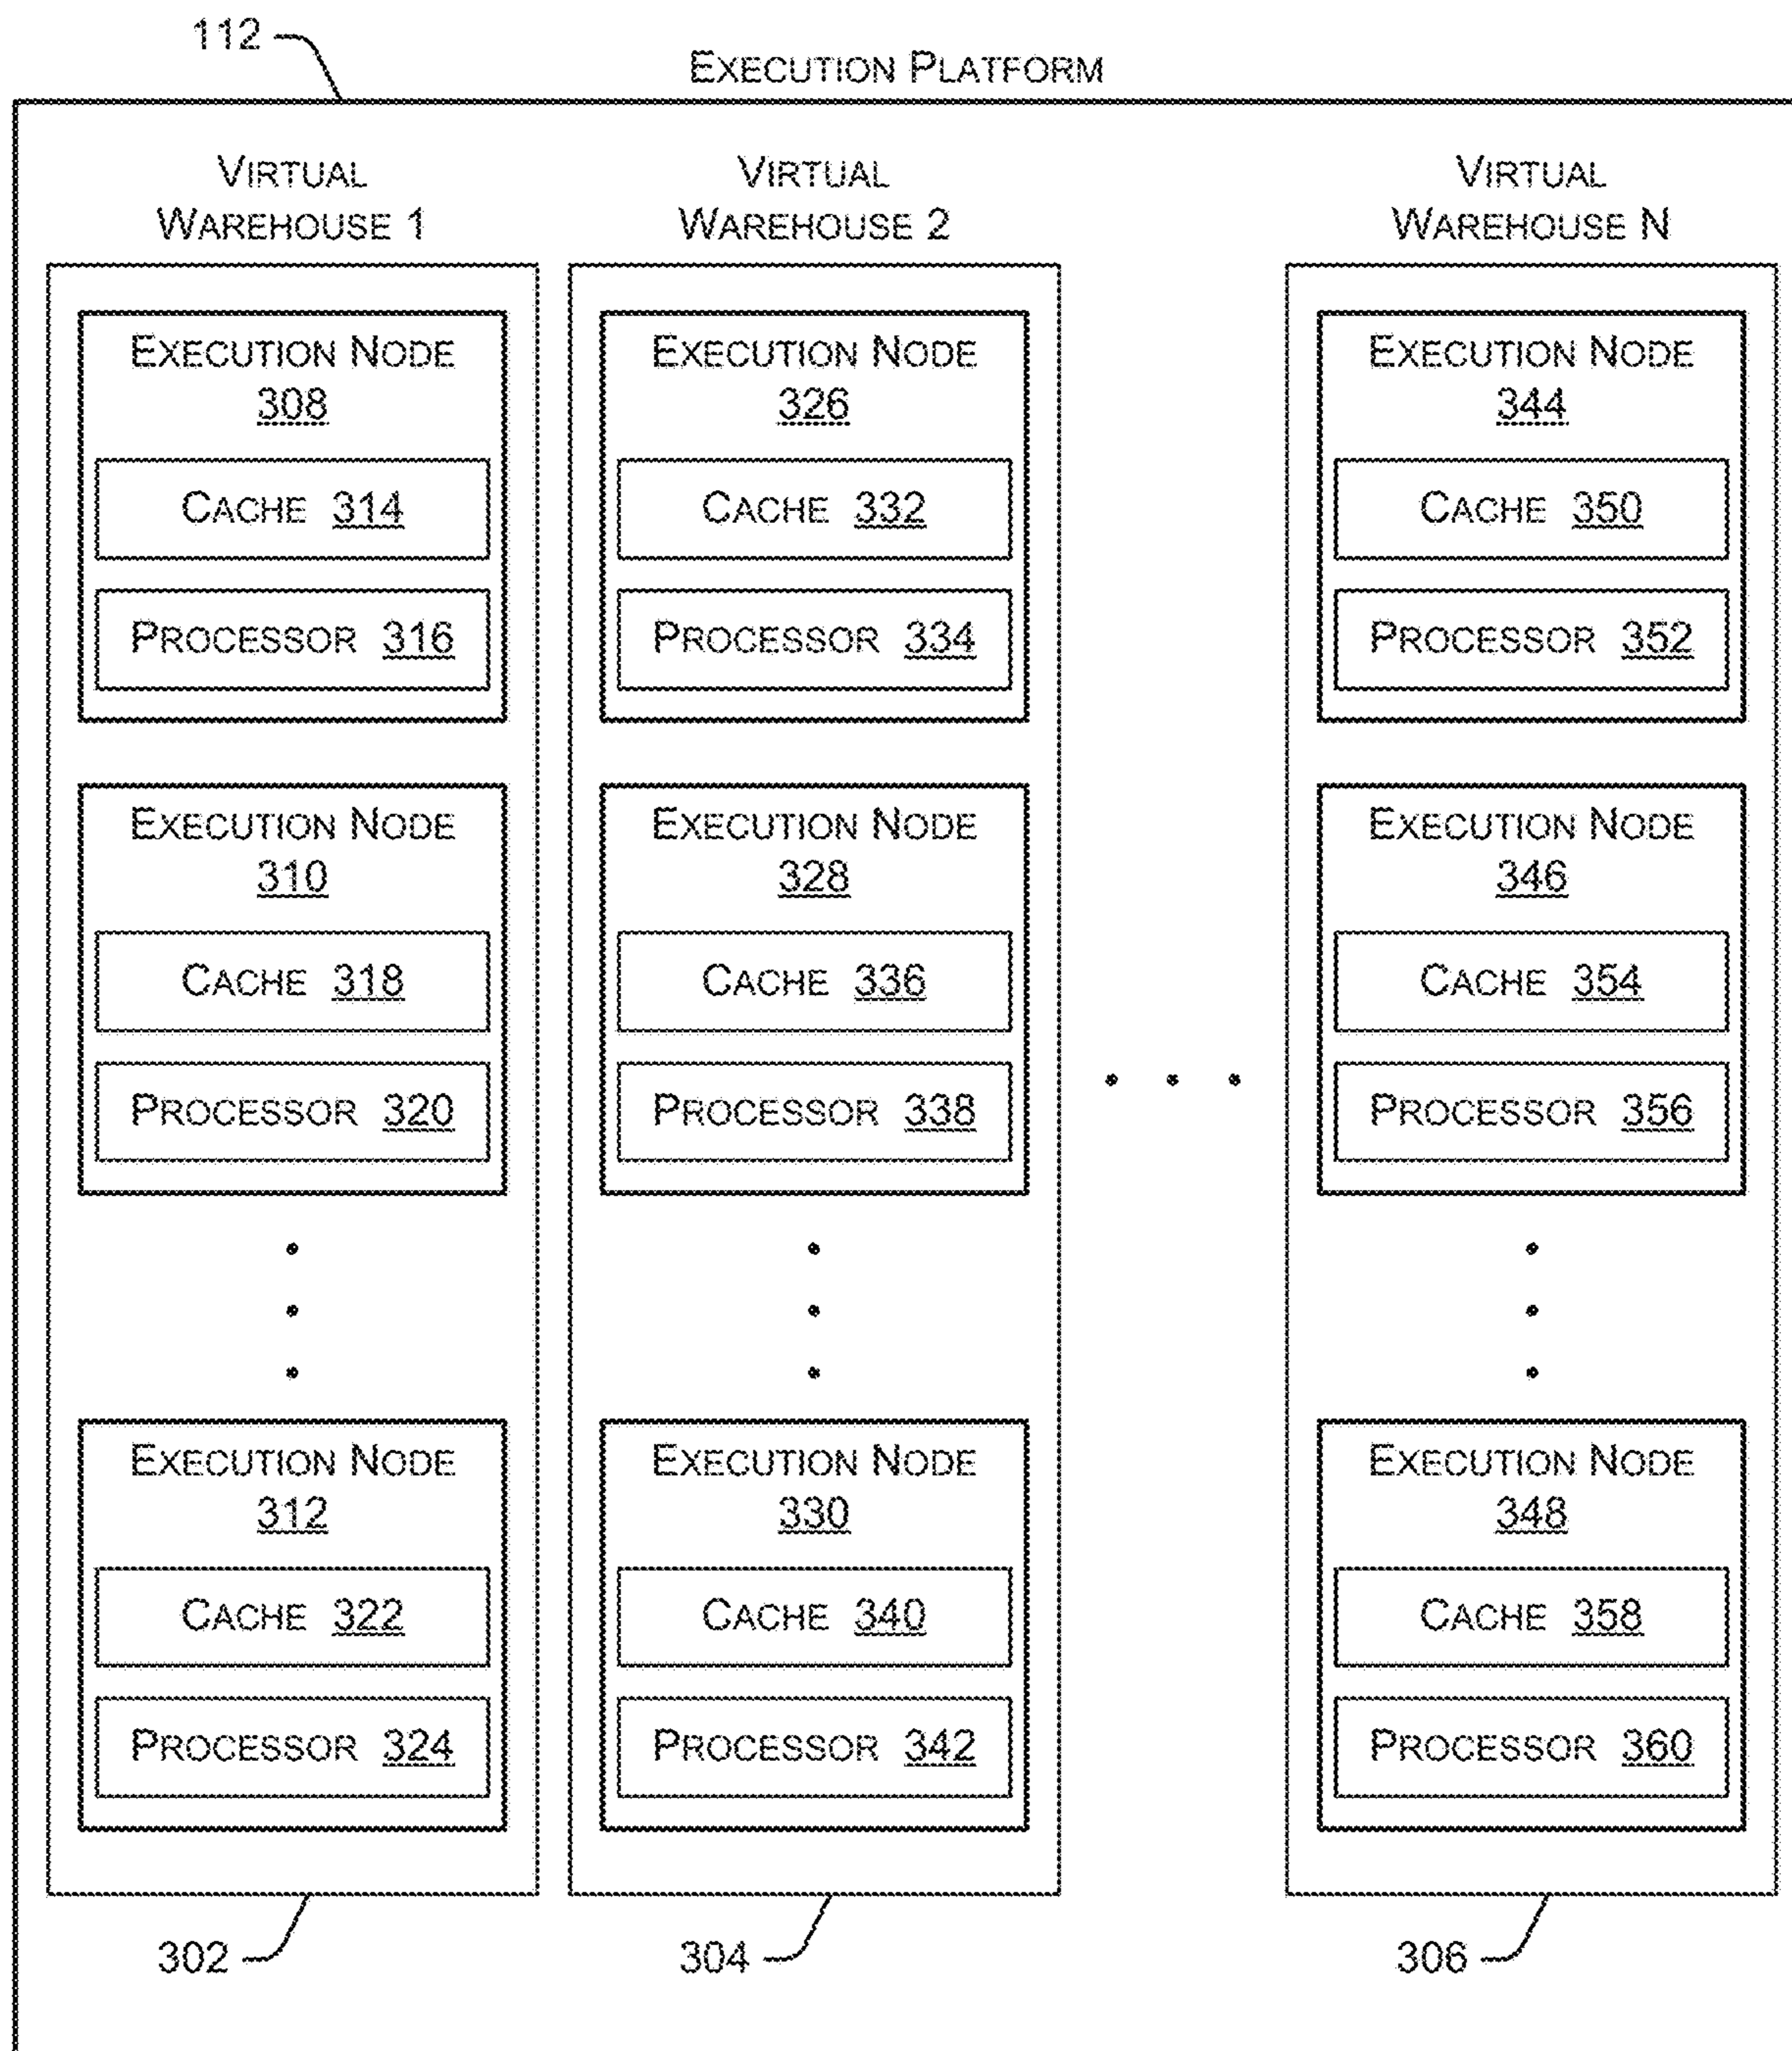 112
EXECUTION PLATFORM
VIRTUAL
WAREHOUSE 1
EXECUTION NODE
308
CACHE 314
PROCESSOR 316
EXECUTION NODE
310
CACHE 318
PROCESSOR 320
EXECUTION NODE
312
CACHE 322
PROCESSOR 324
302
VIRTUAL
WAREHOUSE 2
EXECUTION NODE
326
CACHE 332
PROCESSOR 334
EXECUTION NODE
328
CACHE 336
PROCESSOR 338
EXECUTION NODE
330
CACHE 340
PROCESSOR 342
304
VIRTUAL
WAREHOUSE N
EXECUTION NODE
344
CACHE 350
PROCESSOR 352
EXECUTION NODE
346
CACHE 354
PROCESSOR 356
EXECUTION NODE
348
CACHE 358
PROCESSOR 360
306